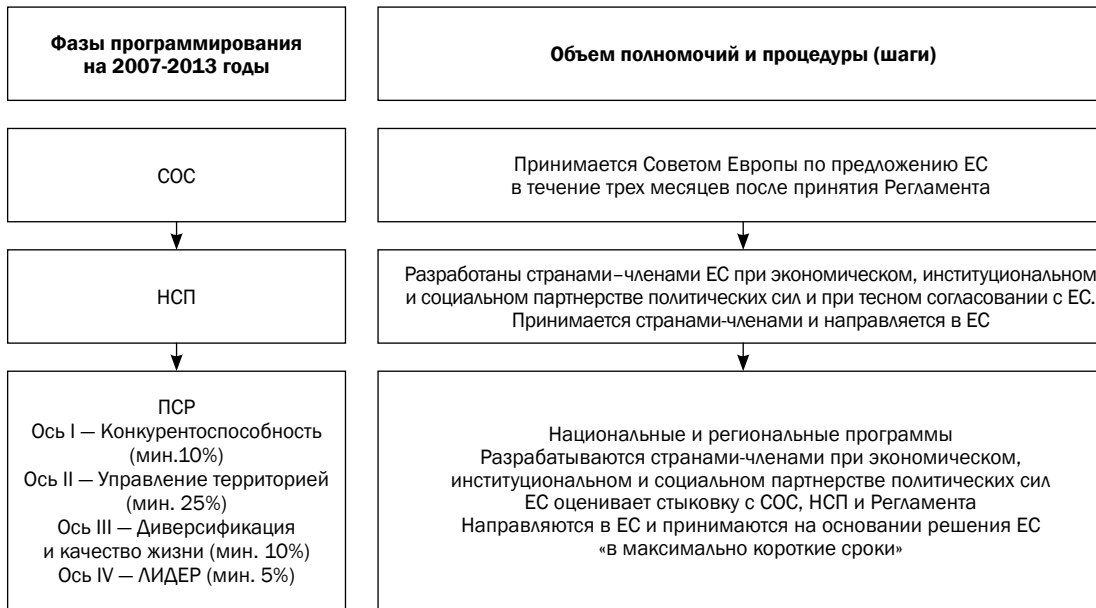 Фазы программирования
на 2007-2013 годы
Объем полномочий и процедуры (шаги)
СОС
Принимается Советом Европы по предложению ЕС
в течение трех месяцев после принятия Регламента
НСП
Разработаны странами–членами ЕС при экономическом, институциональном
и социальном партнерстве политических сил и при тесном согласовании с ЕС.
Принимается странами-членами и направляется в ЕС
ПСР
Ось I — Конкурентоспособность
(мин.10%)
Ось II — Управление территорией
(мин. 25%)
Ось III — Диверсификация
и качество жизни (мин. 10%)
Ось IV — ЛИДЕР (мин. 5%)
Национальные и региональные программы
Разрабатываются странами-членами при экономическом,
институциональном и социальном партнерстве политических сил
ЕС оценивает стыковку с СОС, НСП и Регламента
Направляются в ЕС и принимаются на основании решения ЕС
«в максимально короткие сроки»